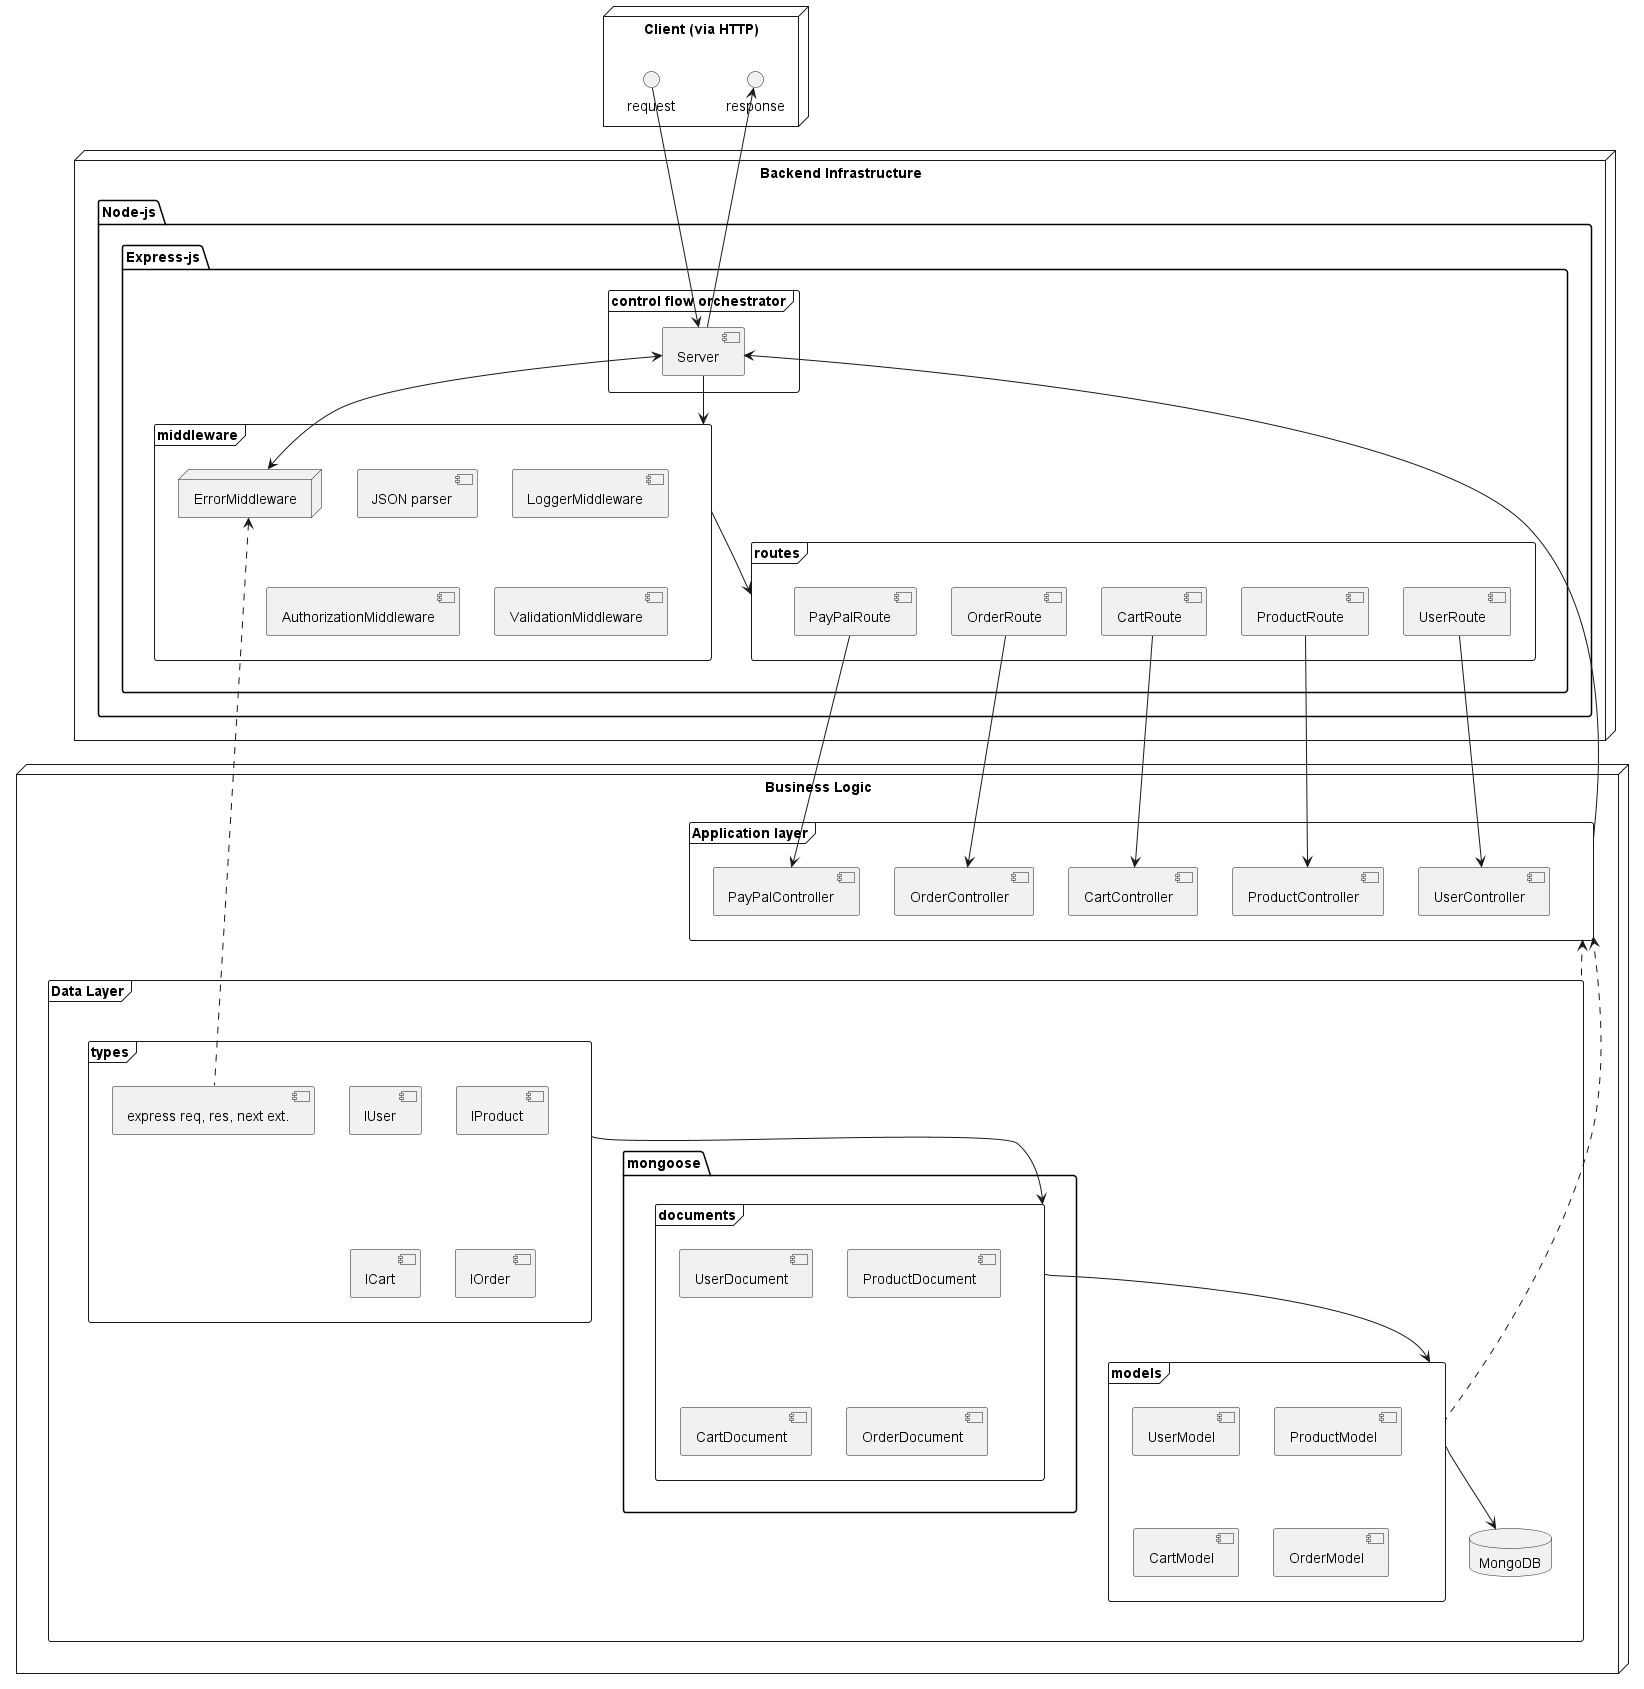 Client (via HTTP)
request
response
Backend Infrastructure
Node-js
Express-js
control flow orchestrator
Server
middleware
ErrorMiddleware
JSON parser
LoggerMiddleware
AuthorizationMiddleware
ValidationMiddleware
routes
PayPalRoute
OrderRoute
CartRoute
ProductRoute
UserRoute
Business Logic
Application layer
PayPalController
OrderController
CartController
ProductController
UserController
Data Layer
types
express req, res, next ext.
IUser
IProduct
ICart
IOrder
mongoose
documents
UserDocument
ProductDocument
CartDocument
OrderDocument
models
UserModel
ProductModel
CartModel
OrderModel
MongoDB